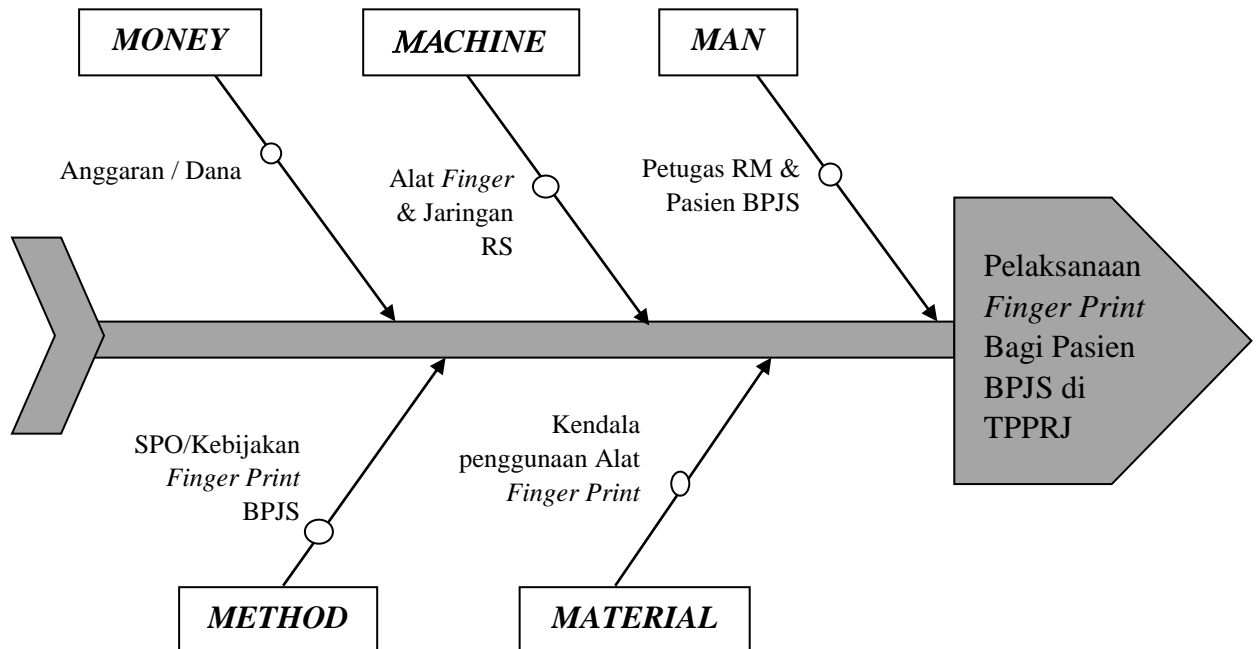 MONEY
MACHINE
MAN
Anggaran / Dana
Alat Finger
& Jaringan
RS
Petugas RM &
Pasien BPJS
Pelaksanaan
Finger Print
Bagi Pasien
BPJS di
TPPRJ
SPO/Kebijakan
Finger Print
BPJS
Kendala
penggunaan Alat
Finger Print
METHOD
MATERIAL